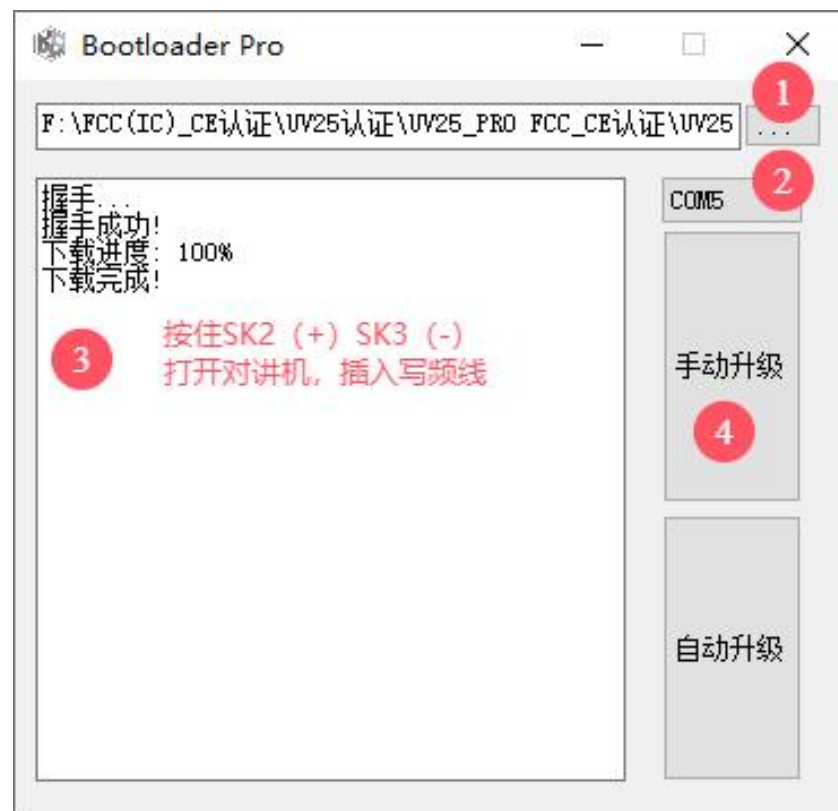 Bootloader Pro
F:\FCC(IC)_CE认证\UV25认证\UV25_PRO FCC_CE认证\UV25
...
1
COM5
2
握手...
握手成功!
下载进度: 100%
下载完成!
3
按住SK2（+）SK3（-）
打开对讲机，插入写频线
手动升级
4
自动升级